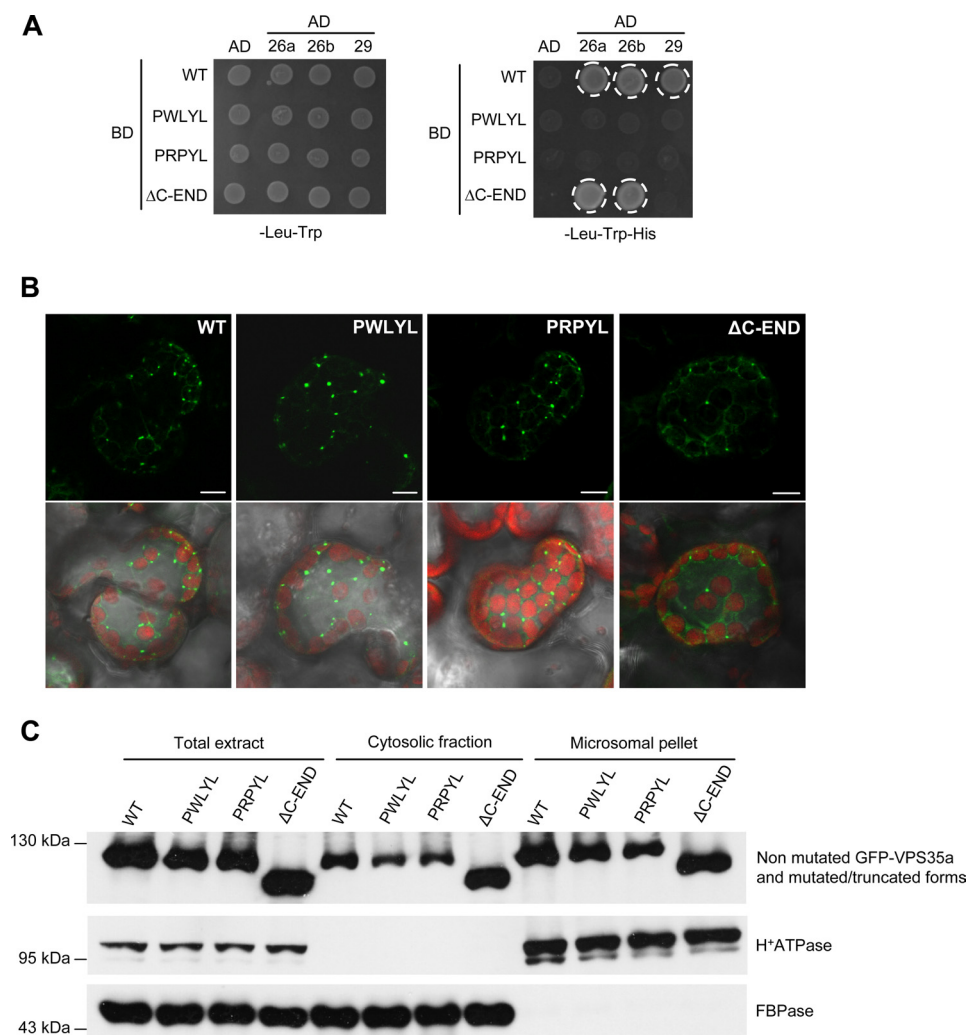 A
AD
AD
AD 26a 26b 29
AD 26a 26b 29
BD
WT
PWLYL
PRPYL
ΔC-END
BD
WT
PWLYL
PRPYL
ΔC-END
-Leu-Trp
-Leu-Trp-His
B
WT
PWLYL
PRPYL
ΔC-END
C
Total extract
Cytosolic fraction
Microsomal pellet
WT PWLYL PRPYL ΔC-END WT PWLYL PRPYL ΔC-END WT PWLYL PRPYL ΔC-END
130 kDa
Non mutated GFP-VPS35a
and mutated/truncated forms
H⁺ATPase
95 kDa
FBPase
43 kDa